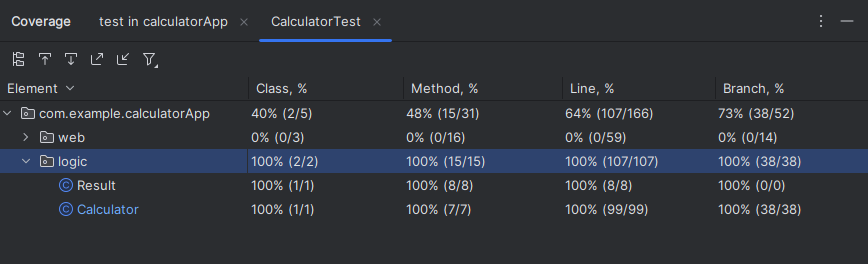 Coverage test in calculatorApp × CalculatorTest ×
Element Class, % Method, % Line, % Branch, %
com.example.calculatorApp 40% (2/5) 48% (15/31) 64% (107/166) 73% (38/52)
web 0% (0/3) 0% (0/16) 0% (0/59) 0% (0/14)
logic 100% (2/2) 100% (15/15) 100% (107/107) 100% (38/38)
Result 100% (1/1) 100% (8/8) 100% (8/8) 100% (0/0)
Calculator 100% (1/1) 100% (7/7) 100% (99/99) 100% (38/38)